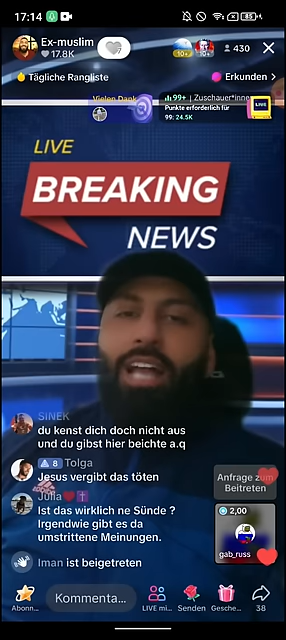 17:14
85
Ex-muslim
17.8K
10+
10+
430
Tägliche Rangliste
Erkunden
Vielen Dank
99+ | Zuschauer*innen
Punkte erforderlich für
99: 24.5K
LIVE
LIVE
BREAKING
NEWS
SiNEK
du kenst dich doch nicht aus
und du gibst hier beichte a.q
8 Tolga
Jesus vergibt das töten
Julia
Ist das wirklich ne Sünde ?
Irgendwie gibt es da
umstrittene Meinungen.
Anfrage zum
Beitreten
2,00
gab_russ
Iman ist beigetreten
Abonn...
Kommenta...
LIVE mi...
Senden
Gesche...
38